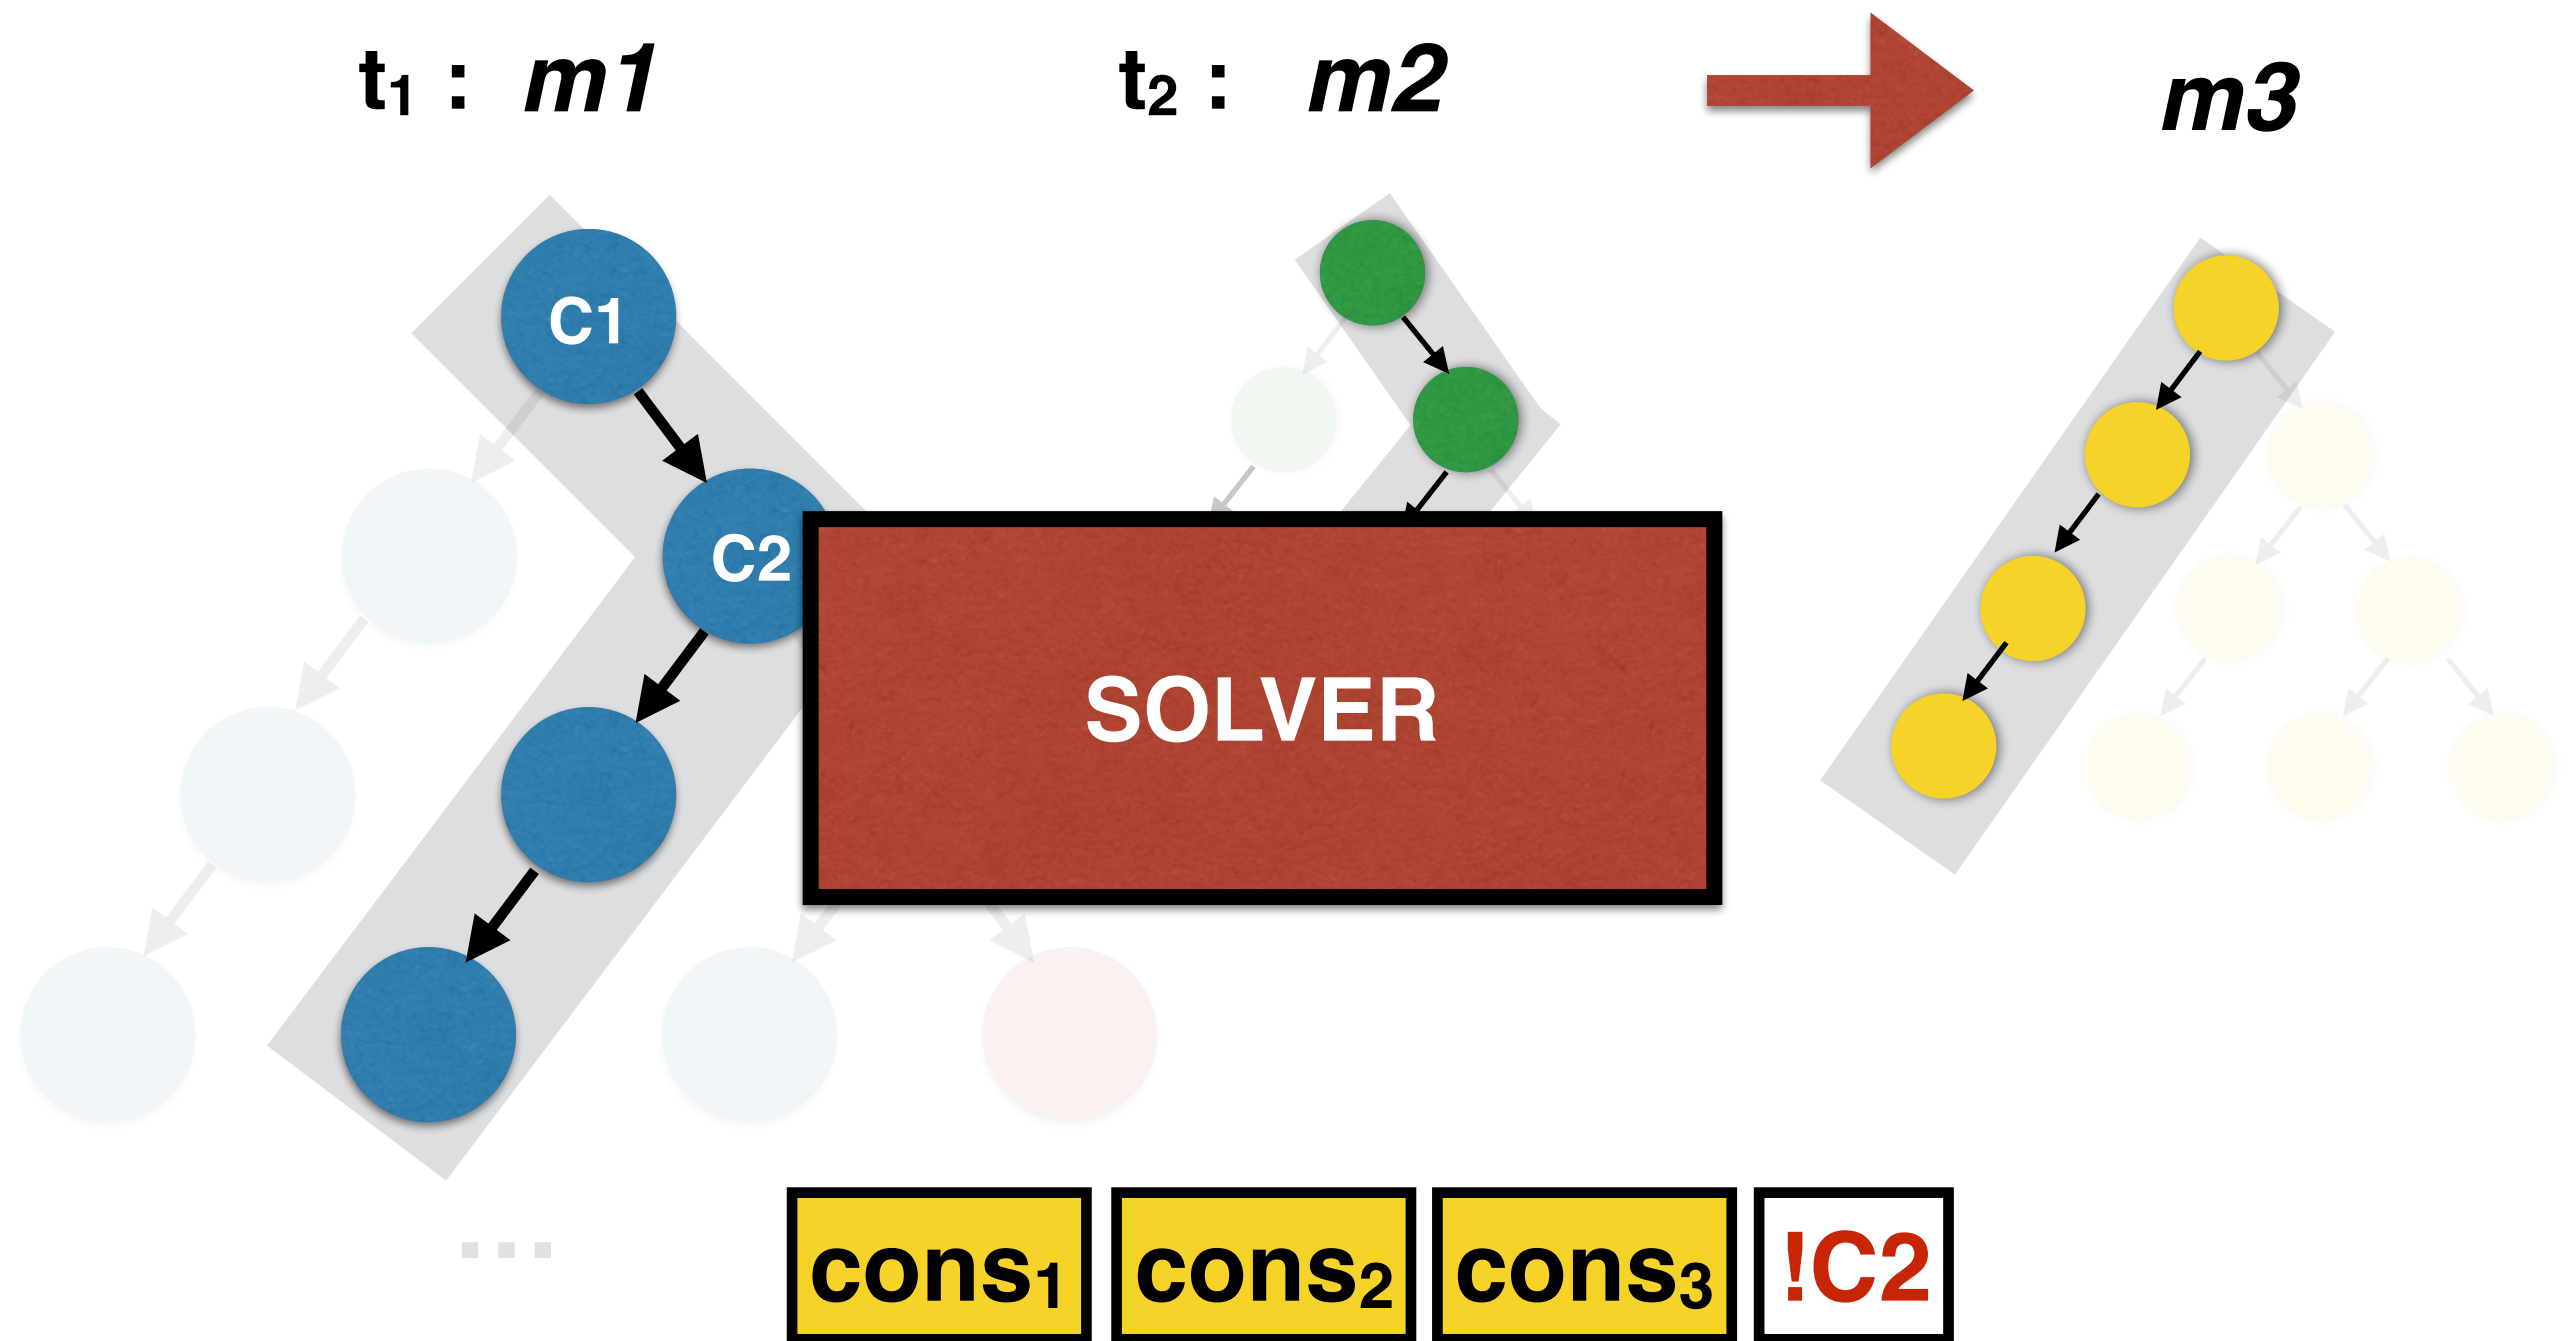 t₁ : m1
t₂ : m2
m3
C1
C2
SOLVER
...
cons₁
cons₂
cons₃
!C2